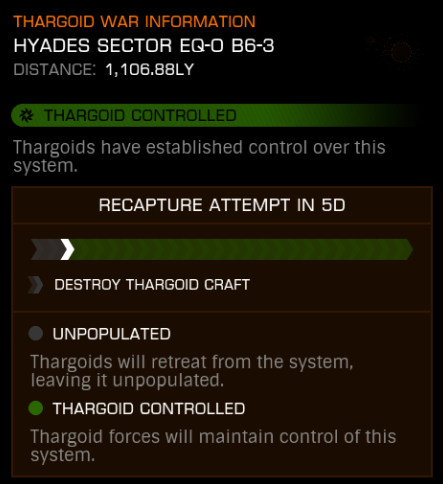 THARGOID WAR INFORMATION
HYADES SECTOR EQ-O B6-3
DISTANCE: 1,106.88LY
THARGOID CONTROLLED
Thargoids have established control over this
system.
RECAPTURE ATTEMPT IN 5D
DESTROY THARGOID CRAFT
UNPOPULATED
Thargoids will retreat from the system,
leaving it unpopulated.
THARGOID CONTROLLED
Thargoid forces will maintain control of this
system.